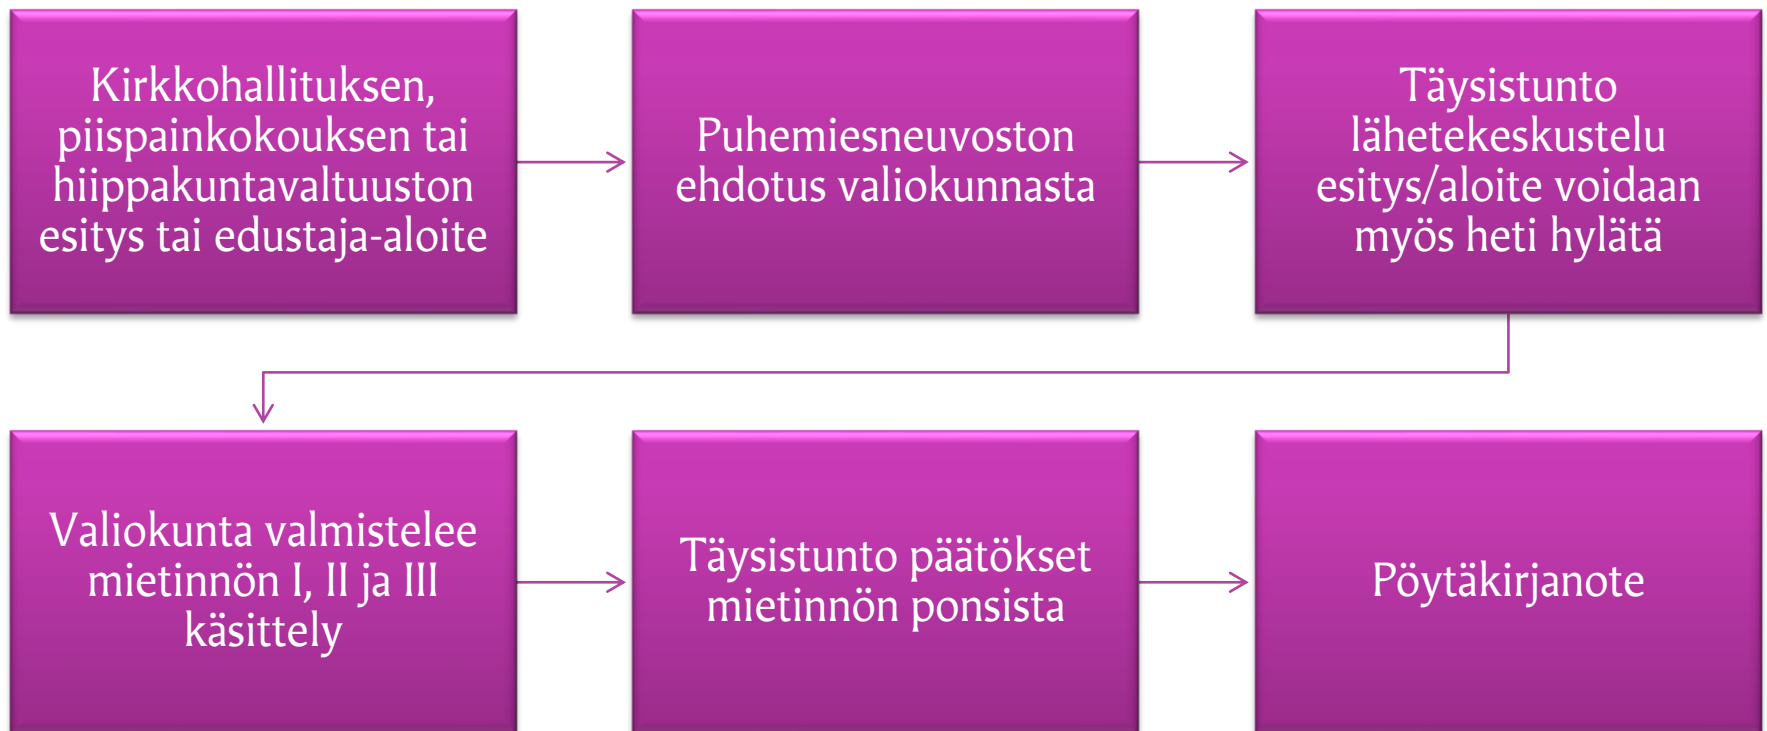 Kirkkohallituksen,
piispainkokouksen tai
hiippakuntavaltuuston
esitys tai edustaja-aloite
Puhemiesneuvoston
ehdotus valiokunnasta
Täysistunto
lähetekeskustelu
esitys/aloite voidaan
myös heti hylätä
Valiokunta valmistelee
mietinnön I, II ja III
käsittely
Täysistunto päätökset
mietinnön ponsista
Pöytäkirjanote